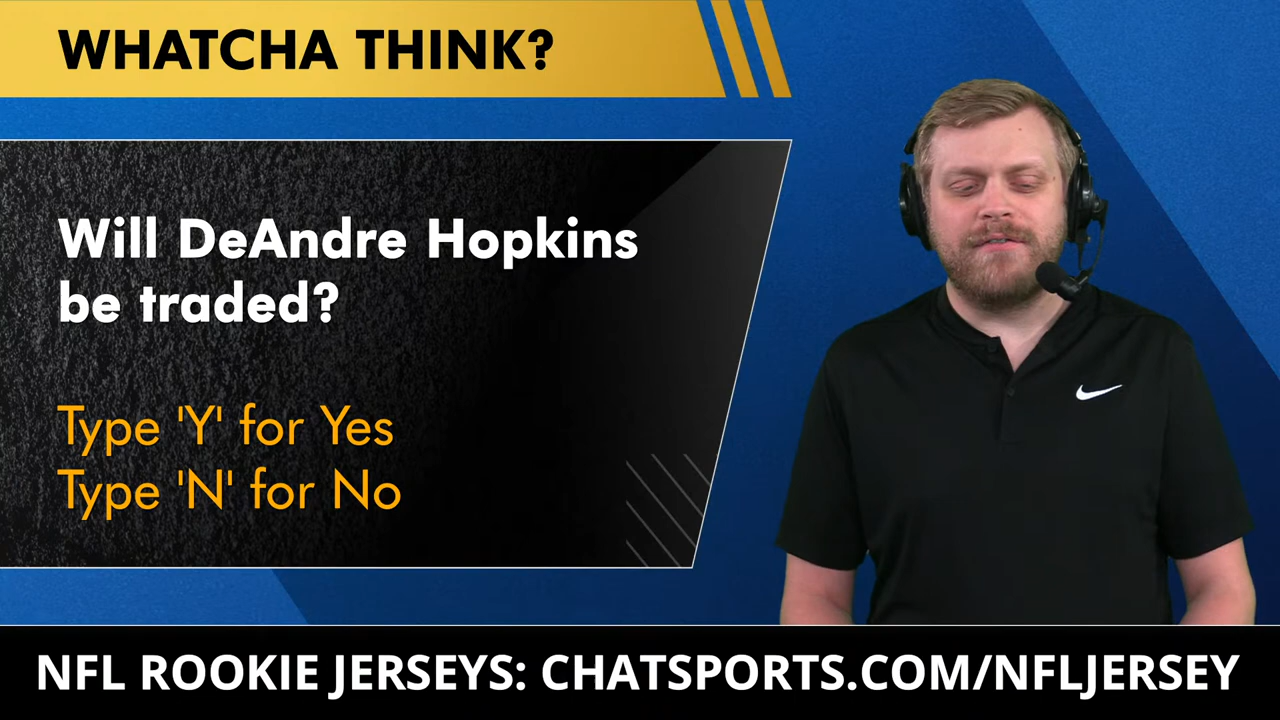 WHATCHA THINK?
Will DeAndre Hopkins
be traded?
Type 'Y' for Yes
Type 'N' for No
NFL ROOKIE JERSEYS: CHATSPORTS.COM/NFLJERSEY